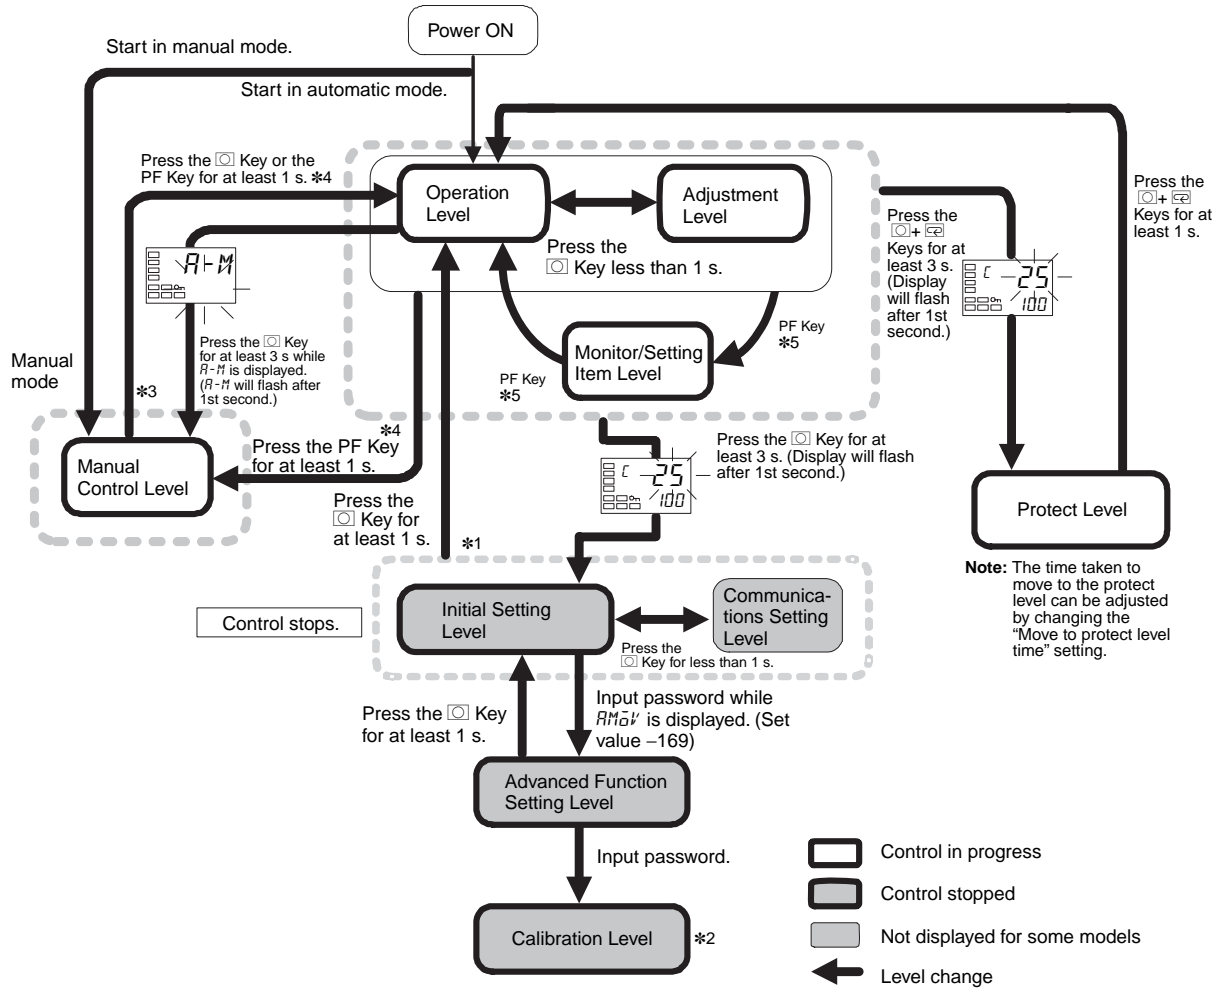 Power ON
Start in manual mode.
Start in automatic mode.
Press the Key or the
PF Key for at least 1 s. ✻4
Operation
Level
Adjustment
Level
Press the
Key less than 1 s.
Press the
+
Keys for at
least 3 s.
(Display
will flash
after 1st
second.)
Press the
+
Keys for at
least 1 s.
A-M
C 25
100
Press the Key
for at least 3 s while
A-M is displayed.
(A-M will flash after
1st second.)
Manual
mode
✻3
Monitor/Setting
Item Level
PF Key
✻5
PF Key
✻5
✻4
Press the PF Key
for at least 1 s.
Manual
Control Level
Press the Key for at
least 3 s. (Display will flash
after 1st second.)
C 25
100
Press the
Key for
at least 1 s.
✻1
Protect Level
Note: The time taken to
move to the protect
level can be adjusted
by changing the
“Move to protect level
time” setting.
Control stops.
Initial Setting
Level
Communica-
tions Setting
Level
Press the
Key for less than 1 s.
Press the Key
for at least 1 s.
Input password while
AMOV is displayed. (Set
value –169)
Advanced Function
Setting Level
Input password.
Calibration Level
✻2
Control in progress
Control stopped
Not displayed for some models
Level change